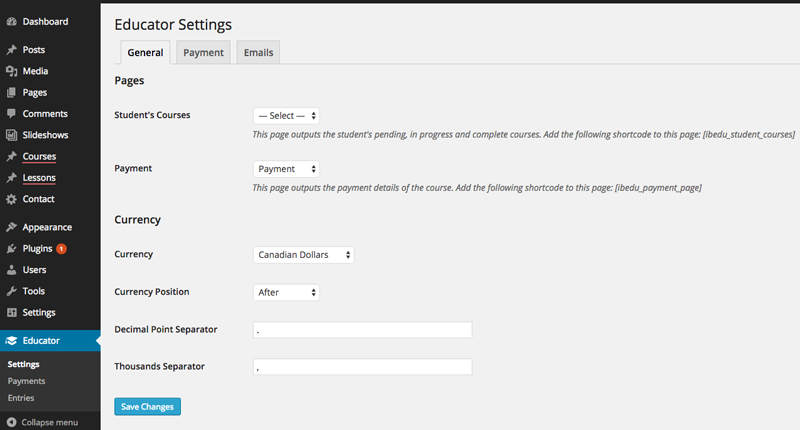 Dashboard
Posts
Media
Pages
Comments
Slideshows
Courses
Lessons
Contact
Appearance
Plugins 1
Users
Tools
Settings
Educator
Settings
Payments
Entries
Collapse menu
Educator Settings
General Payment Emails
Pages
Student's Courses — Select —
This page outputs the student's pending, in progress and complete courses. Add the following shortcode to this page: [ibedu_student_courses]
Payment Payment
This page outputs the payment details of the course. Add the following shortcode to this page: [ibedu_payment_page]
Currency
Currency Canadian Dollars
Currency Position After
Decimal Point Separator .
Thousands Separator ,
Save Changes